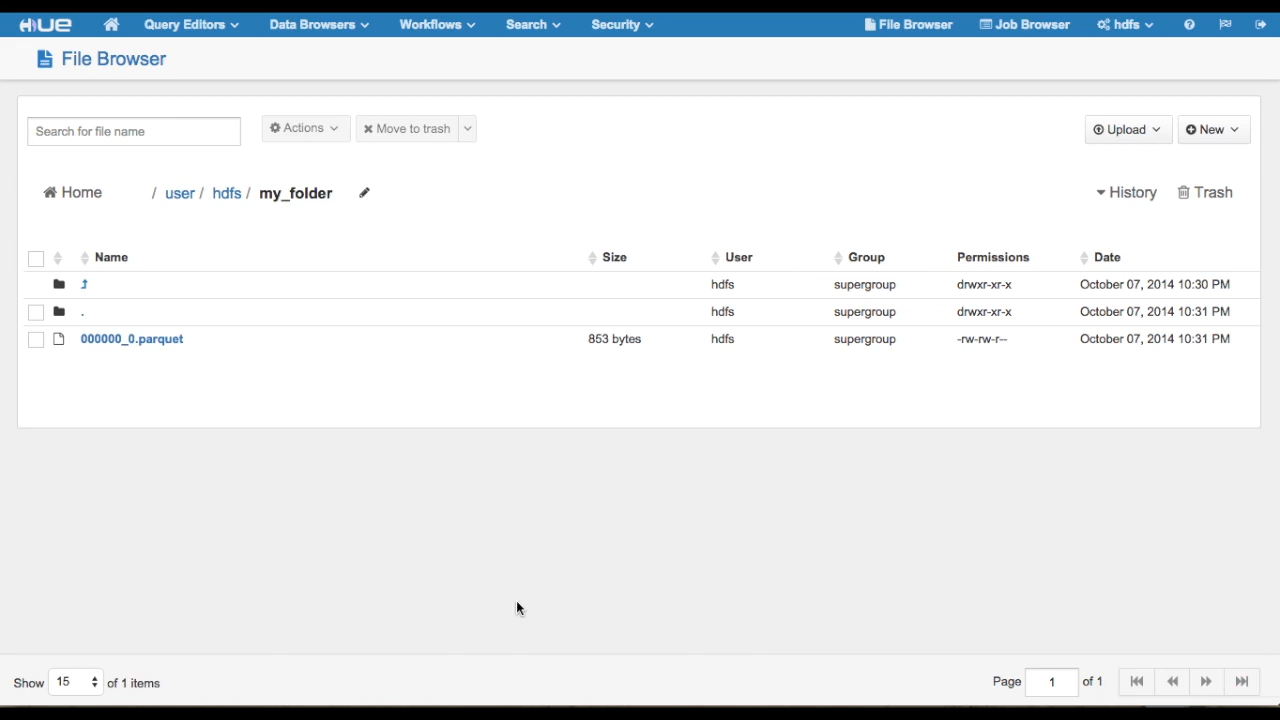 HUE Query Editors Data Browsers Workflows Search Security File Browser Job Browser hdfs
File Browser
Search for file name Actions Move to trash Upload New
Home / user / hdfs / my_folder History Trash
Name Size User Group Permissions Date
hdfs supergroup drwxr-xr-x October 07, 2014 10:30 PM
. hdfs supergroup drwxr-xr-x October 07, 2014 10:31 PM
000000_0.parquet 853 bytes hdfs supergroup -rw-rw-r-- October 07, 2014 10:31 PM
Show 15 of 1 items Page 1 of 1